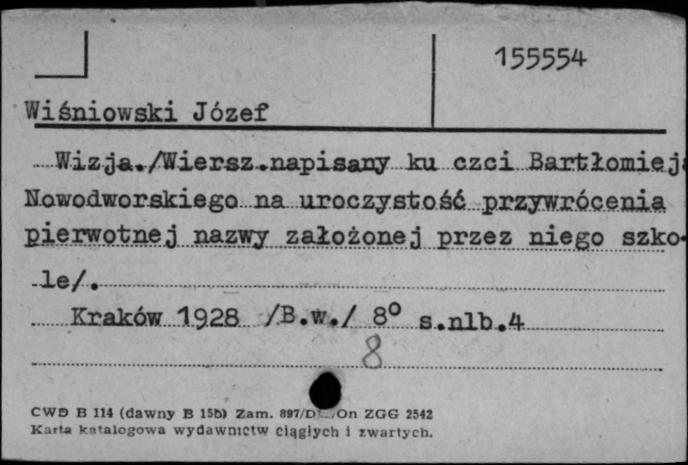 155554
Wiśniowski Józef
Wizja./Wiersz.napisany ku czci Bartłomieja
Nowodworskiego na uroczystość przywrócenia
pierwotnej nazwy założonej przez niego szko-
le/.
Kraków 1928 /B.w./ 8° s.nlb.4
8
CWD B 114 (dawny B 15b) Zam. 897/D On ZGG 2542
Karta katalogowa wydawnictw ciągłych i zwartych.